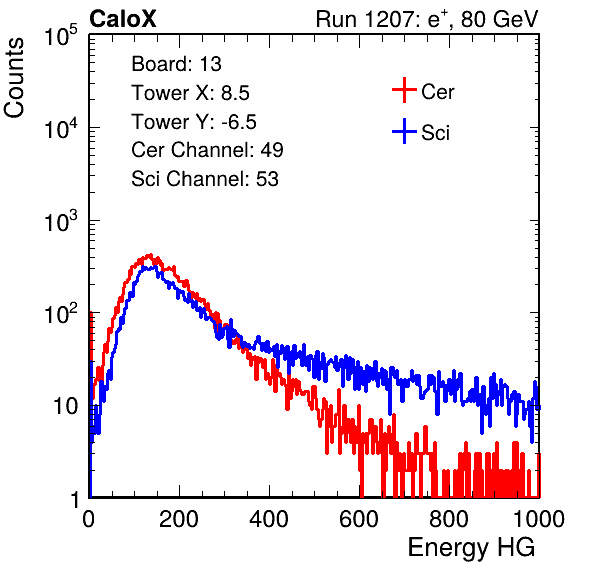 CaloX Run 1207: e⁺, 80 GeV
Counts
Board: 13
Tower X: 8.5
Tower Y: -6.5
Cer Channel: 49
Sci Channel: 53
Cer
Sci
10⁵
10⁴
10³
10²
10
1
0 200 400 600 800 1000
Energy HG